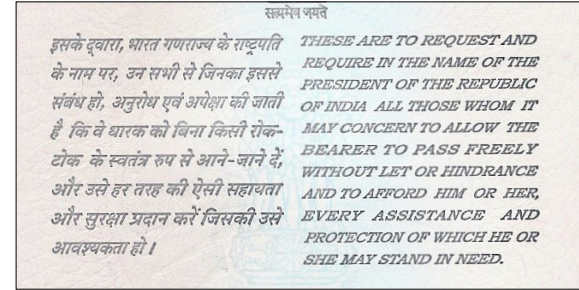 सत्यमेव जयते
इसके द्वारा, भारत गणराज्य के राष्ट्रपति
के नाम पर, उन सभी से जिनका इससे
संबंध हो, अनुरोध एवं अपेक्षा की जाती
है कि वे धारक को बिना किसी रोक-
टोक के स्वतंत्र रुप से आने-जाने दें,
और उसे हर तरह की ऐसी सहायता
और सुरक्षा प्रदान करें जिसकी उसे
आवश्यकता हो।
THESE ARE TO REQUEST AND
REQUIRE IN THE NAME OF THE
PRESIDENT OF THE REPUBLIC
OF INDIA ALL THOSE WHOM IT
MAY CONCERN TO ALLOW THE
BEARER TO PASS FREELY
WITHOUT LET OR HINDRANCE
AND TO AFFORD HIM OR HER,
EVERY ASSISTANCE AND
PROTECTION OF WHICH HE OR
SHE MAY STAND IN NEED.